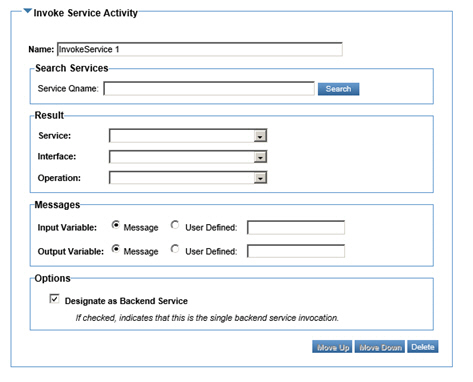 Invoke Service Activity
Name: InvokeService 1
Search Services
Service Qname: Search
Result
Service:
Interface:
Operation:
Messages
Input Variable: Message User Defined:
Output Variable: Message User Defined:
Options
Designate as Backend Service
If checked, indicates that this is the single backend service invocation.
Move Up Move Down Delete